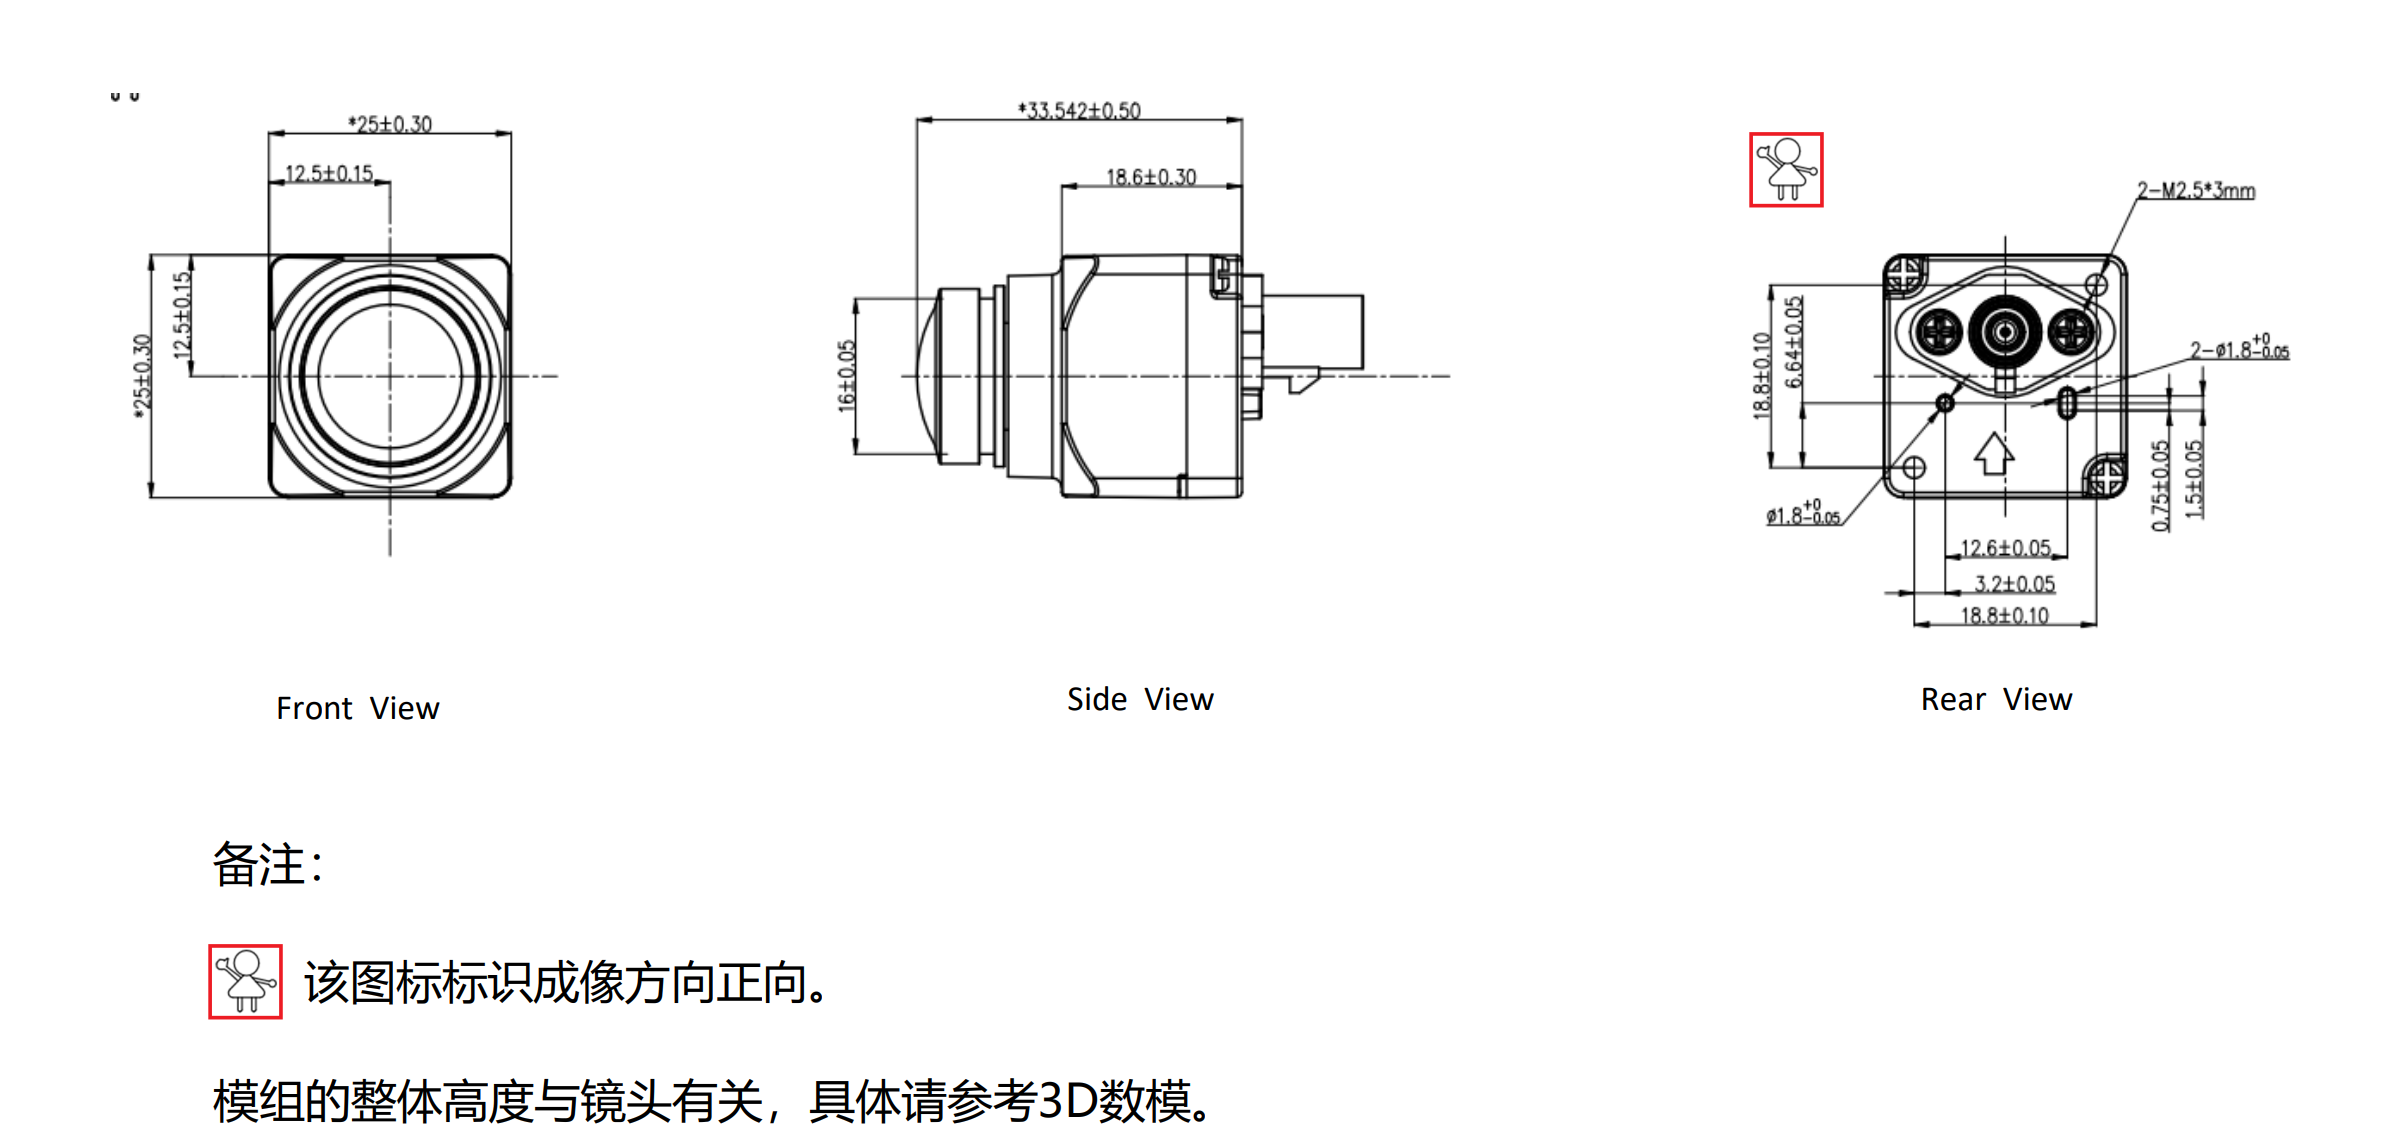 *25±0.30
12.5±0.15
*25±0.30
12.5±0.15
Front View
*33.542±0.50
18.6±0.30
16±0.05
Side View
2-M2.5*3mm
18.8±0.10
6.64±0.05
2-ø1.8+0-0.05
ø1.8+0-0.05
0.75±0.05
1.5±0.05
12.6±0.05
3.2±0.05
18.8±0.10
Rear View
备注：
该图标标识成像方向正向。
模组的整体高度与镜头有关，具体请参考3D数模。